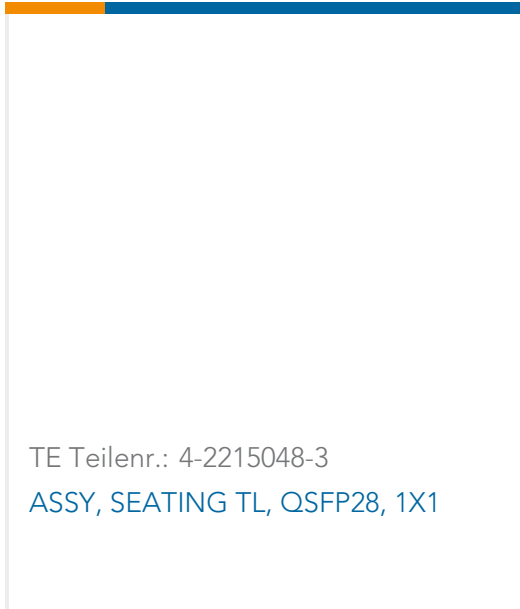 TE Teilenr.: 4-2215048-3
ASSY, SEATING TL, QSFP28, 1X1